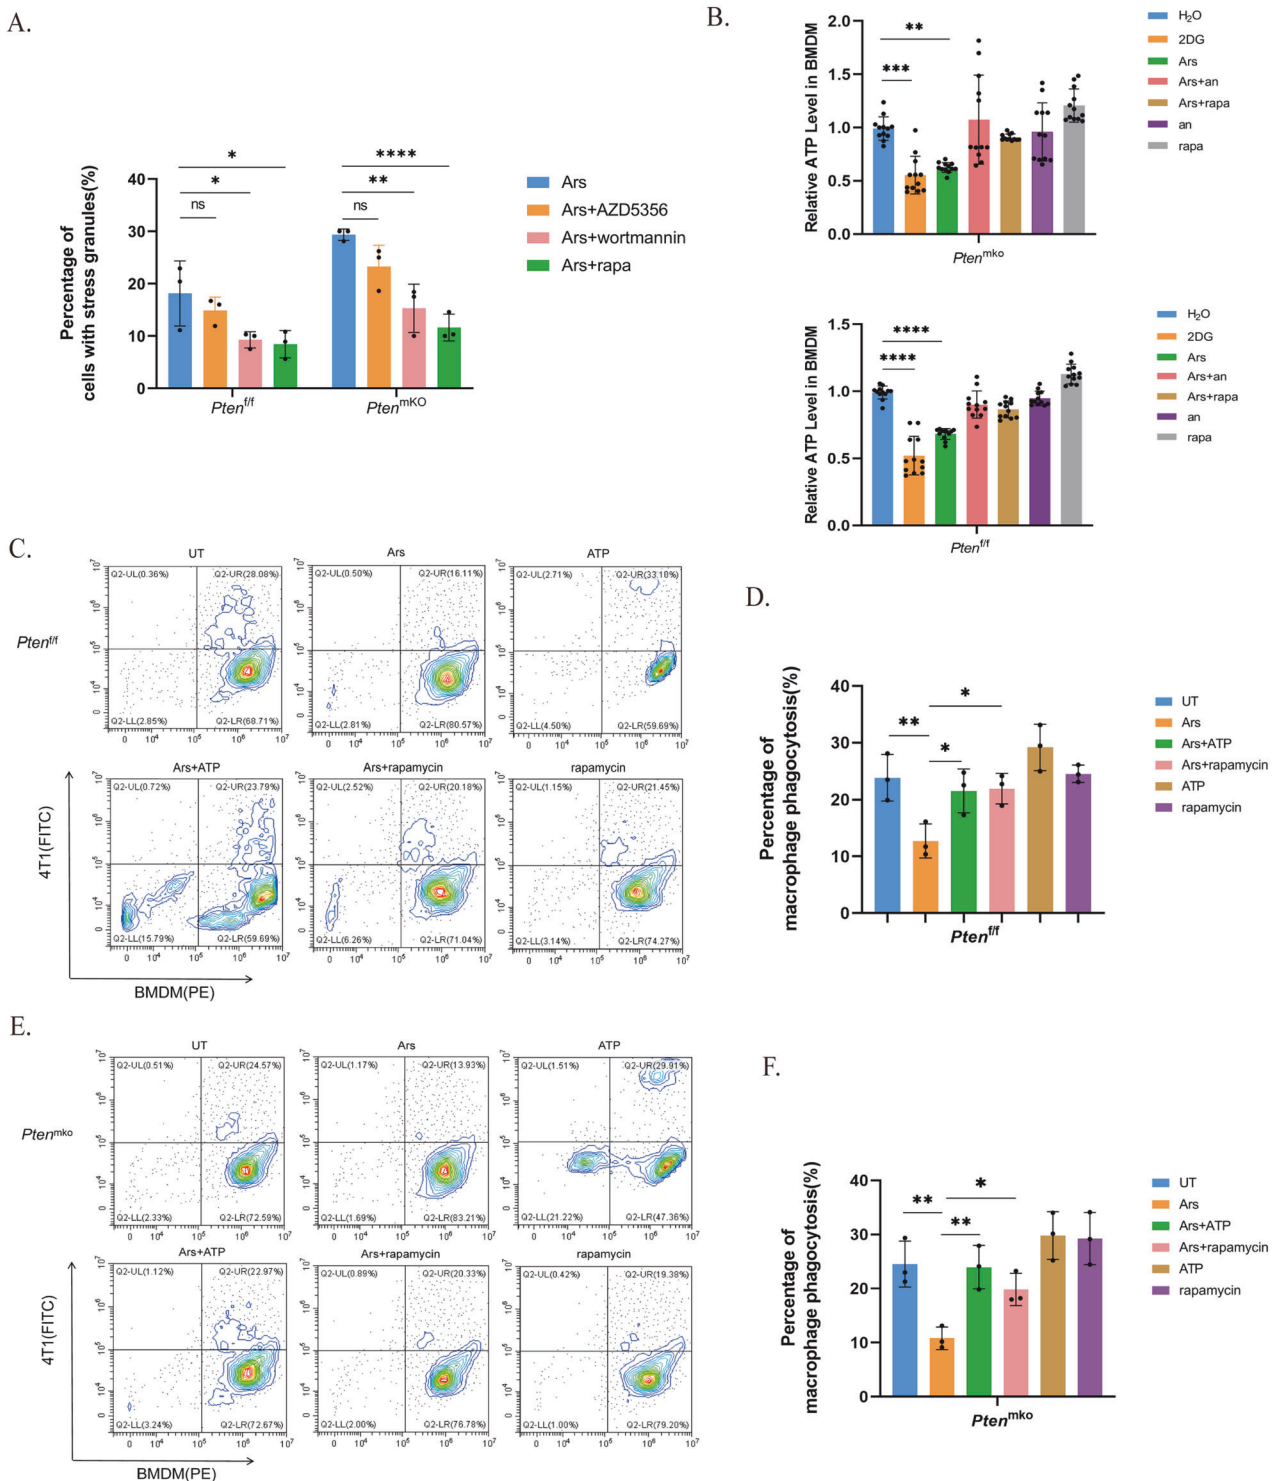 A.
Percentage of
cells with stress granules(%)
40
30
20
10
0
*
*
ns
****
**
ns
Pten^f/f
Pten^mKO
Ars
Ars+AZD5356
Ars+wortmannin
Ars+rapa
B.
Relative ATP Level in BMDM
2.0
1.5
1.0
0.5
0.0
**
***
Pten^mko
H₂O
2DG
Ars
Ars+an
Ars+rapa
an
rapa
Relative ATP Level in BMDM
1.5
1.0
0.5
0.0
****
****
Pten^f/f
H₂O
2DG
Ars
Ars+an
Ars+rapa
an
rapa
C.
Pten^f/f
UT
Q2-UL(0.36%) Q2-UR(28.08%)
Q2-LL(2.85%) Q2-LR(68.71%)
Ars
Q2-UL(0.50%) Q2-UR(16.11%)
Q2-LL(2.81%) Q2-LR(80.57%)
ATP
Q2-UL(2.71%) Q2-UR(33.10%)
Q2-LL(4.50%) Q2-LR(59.69%)
Ars+ATP
Q2-UL(0.72%) Q2-UR(23.79%)
Q2-LL(15.79%) Q2-LR(59.69%)
Ars+rapamycin
Q2-UL(2.52%) Q2-UR(20.18%)
Q2-LL(6.26%) Q2-LR(71.04%)
rapamycin
Q2-UL(1.15%) Q2-UR(21.45%)
Q2-LL(3.14%) Q2-LR(74.27%)
4T1(FITC)
BMDM(PE)
D.
Percentage of
macrophage phagocytosis(%)
40
30
20
10
0
**
*
*
Pten^f/f
UT
Ars
Ars+ATP
Ars+rapamycin
ATP
rapamycin
E.
Pten^mko
UT
Q2-UL(0.51%) Q2-UR(24.57%)
Q2-LL(2.33%) Q2-LR(72.59%)
Ars
Q2-UL(1.17%) Q2-UR(13.93%)
Q2-LL(1.69%) Q2-LR(83.21%)
ATP
Q2-UL(1.51%) Q2-UR(29.91%)
Q2-LL(21.22%) Q2-LR(47.36%)
Ars+ATP
Q2-UL(1.12%) Q2-UR(22.97%)
Q2-LL(3.24%) Q2-LR(72.67%)
Ars+rapamycin
Q2-UL(0.89%) Q2-UR(20.33%)
Q2-LL(2.00%) Q2-LR(76.78%)
rapamycin
Q2-UL(0.42%) Q2-UR(19.38%)
Q2-LL(1.00%) Q2-LR(79.20%)
4T1(FITC)
BMDM(PE)
F.
Percentage of
macrophage phagocytosis(%)
40
30
20
10
0
**
**
*
Pten^mko
UT
Ars
Ars+ATP
Ars+rapamycin
ATP
rapamycin